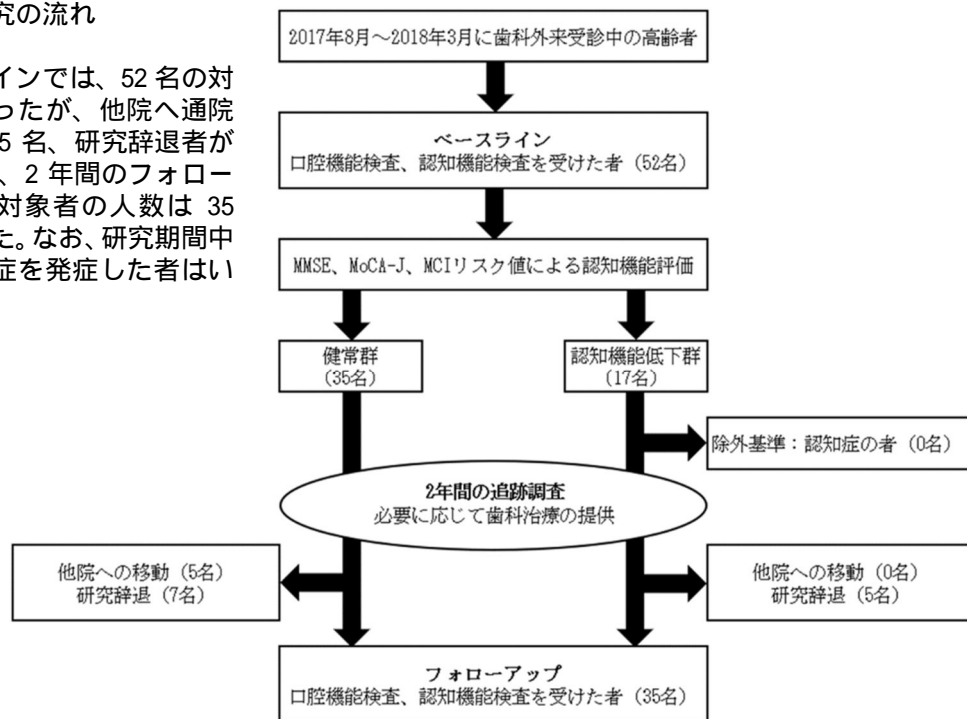 究の流れ
インでは、52 名の対
ったが、他院へ通院
5 名、研究辞退者が
、2 年間のフォロー
対象者の人数は 35
た。なお、研究期間中
症を発症した者はい
2017年8月～2018年3月に歯科外来受診中の高齢者
ベースライン
口腔機能検査、認知機能検査を受けた者（52名）
MMSE、MoCA-J、MCIリスク値による認知機能評価
健常群
（35名）
認知機能低下群
（17名）
除外基準：認知症の者（0名）
2年間の追跡調査
必要に応じて歯科治療の提供
他院への移動（5名）
研究辞退（7名）
他院への移動（0名）
研究辞退（5名）
フォローアップ
口腔機能検査、認知機能検査を受けた者（35名）